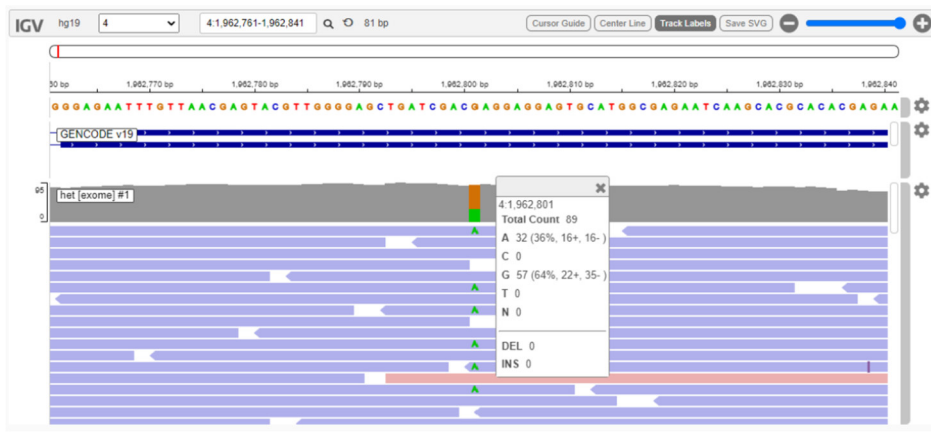 IGV hg19 4 4:1,962,761-1,962,841 81 bp Cursor Guide Center Line Track Labels Save SVG
1,962,770 bp 1,962,780 bp 1,962,790 bp 1,962,800 bp 1,962,810 bp 1,962,820 bp 1,962,830 bp 1,962,840
G G G A G A A T T T G T T A A C G A G T A C G T T G G G G A G C T G A T C G A C G A G G A G G A G T G C A T G G C G A G A A T C A A G C A C G C A C A C G A G A A
GENCODE v19
95
0
het [exome] #1
4:1,962,801
Total Count 89
A 32 (36%, 16+, 16- )
C 0
G 57 (64%, 22+, 35- )
T 0
N 0
DEL 0
INS 0
A
A
A
A
A